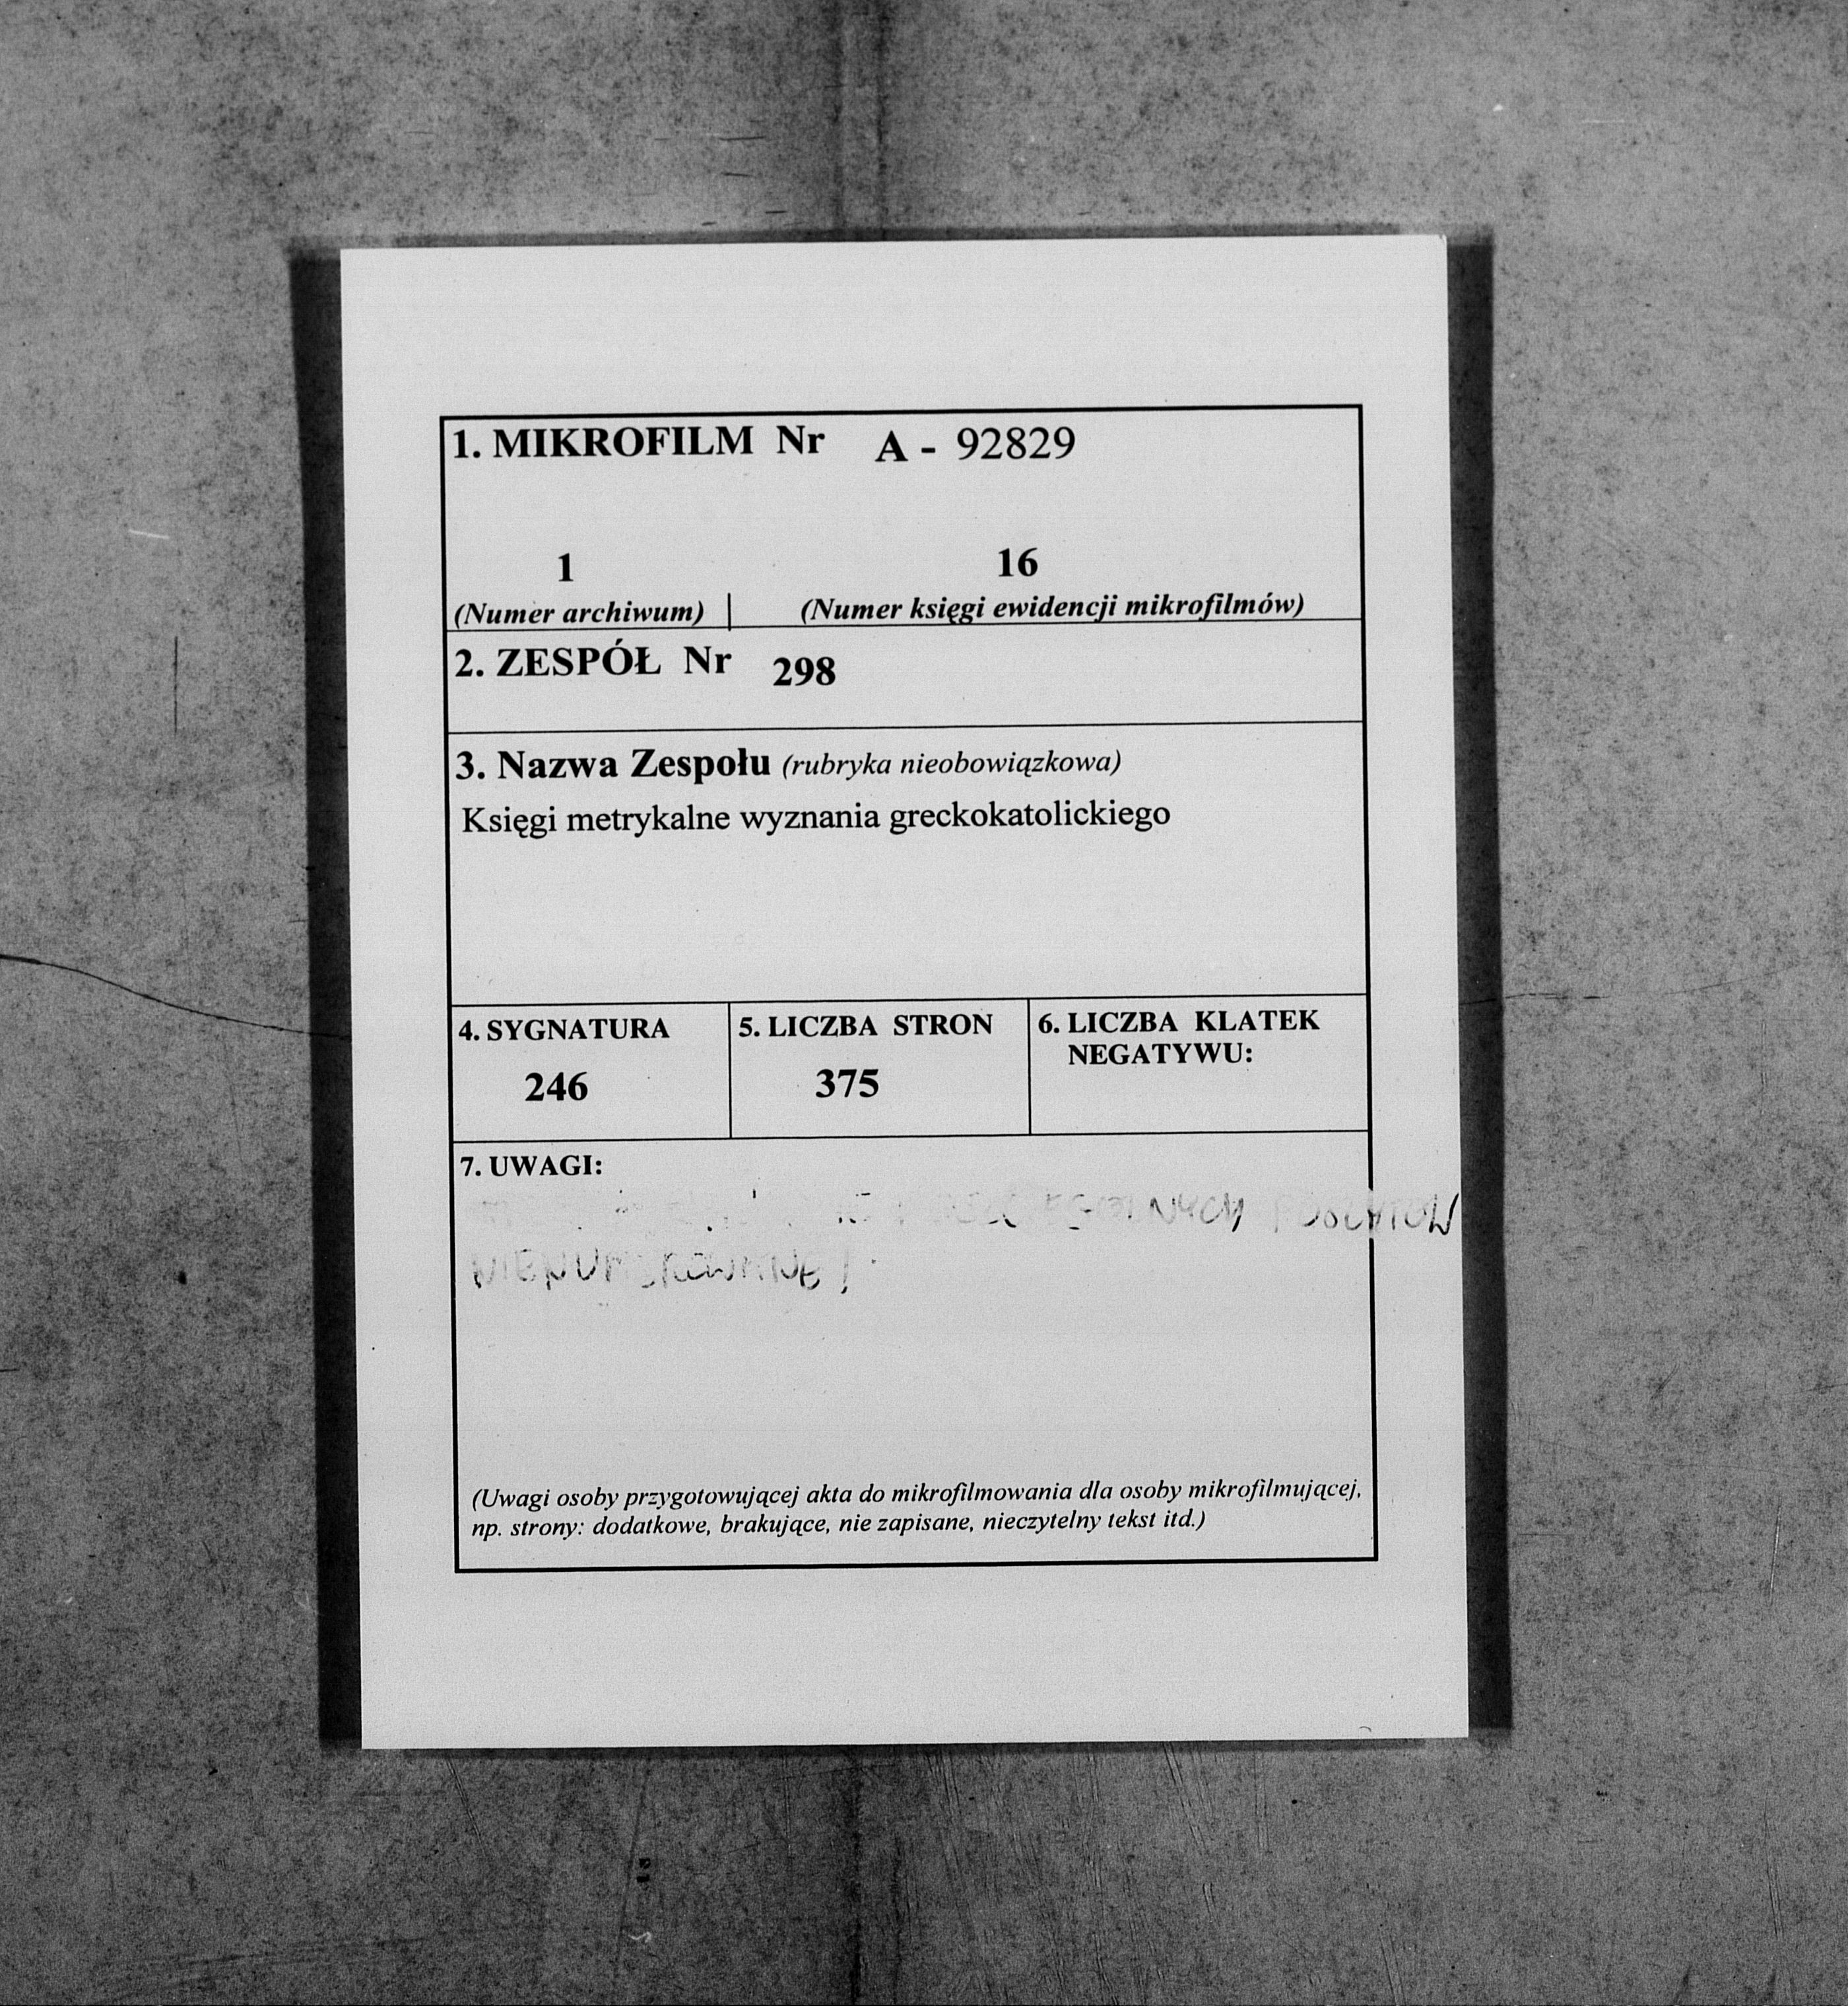 1. MIKROFILM Nr A - 92829
1 16
(Numer archiwum) (Numer księgi ewidencji mikrofilmów)
2. ZESPÓŁ Nr 298
3. Nazwa Zespołu (rubryka nieobowiązkowa)
Księgi metrykalne wyznania greckokatolickiego
4. SYGNATURA
246
5. LICZBA STRON
375
6. LICZBA KLATEK
NEGATYWU:
7. UWAGI:
(Uwagi osoby przygotowującej akta do mikrofilmowania dla osoby mikrofilmującej,
np. strony: dodatkowe, brakujące, nie zapisane, nieczytelny tekst itd.)